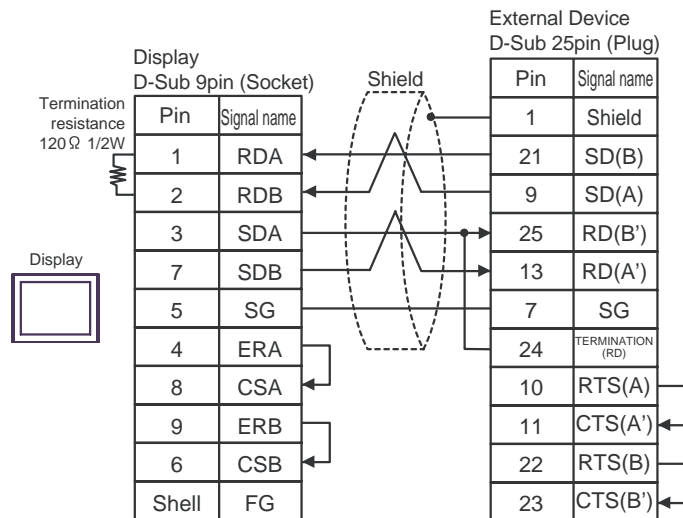 External Device
D-Sub 25pin (Plug)
Display
D-Sub 9pin (Socket)
Shield
Termination
resistance
120Ω 1/2W
Display
Pin Signal name
1 RDA
2 RDB
3 SDA
7 SDB
5 SG
4 ERA
8 CSA
9 ERB
6 CSB
Shell FG
Pin Signal name
1 Shield
21 SD(B)
9 SD(A)
25 RD(B’)
13 RD(A’)
7 SG
24 TERMINATION
(RD)
10 RTS(A)
11 CTS(A’)
22 RTS(B)
23 CTS(B’)